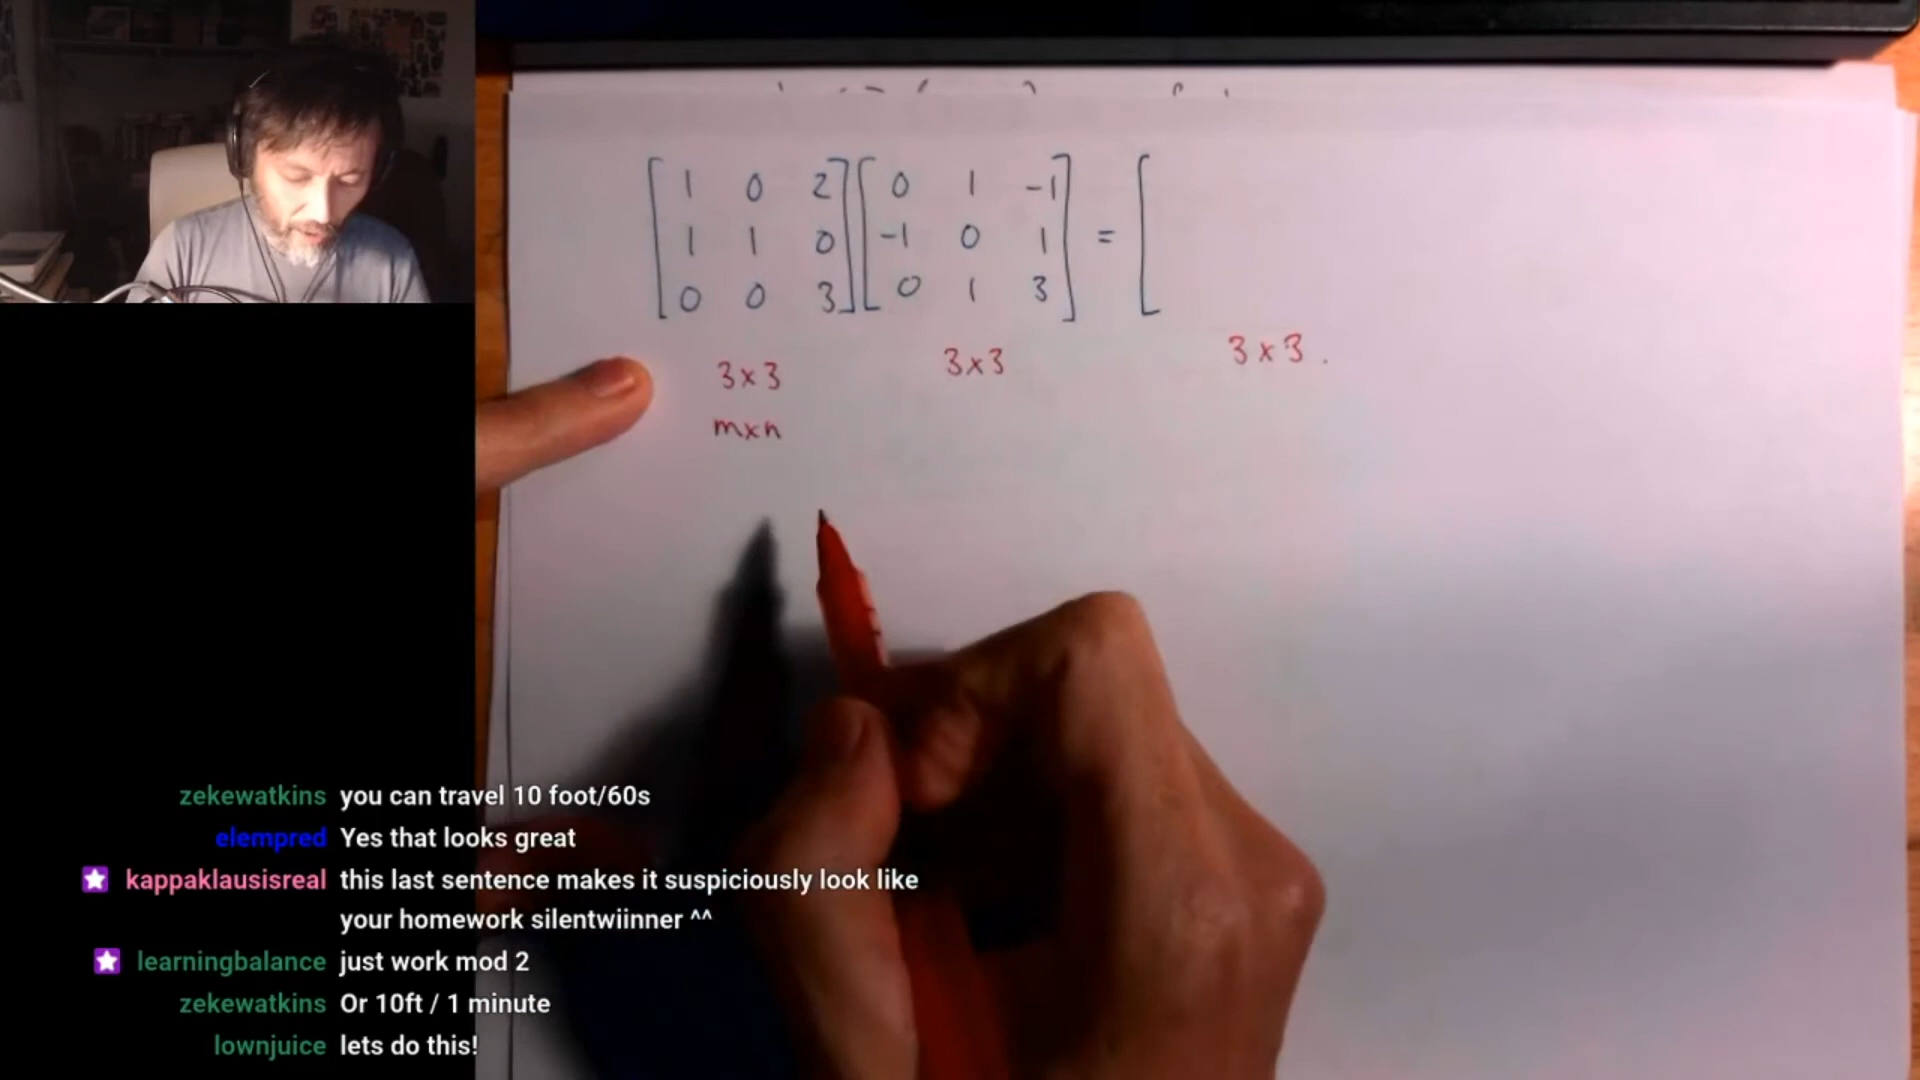 [ 1 0 2 ] [ 0 1 -1 ] = [
[ 1 1 0 ] [ -1 0 1 ]
[ 0 0 3 ] [ 0 1 3 ]
3x3 3x3 3x3.
mxn
zekewatkins you can travel 10 foot/60s
elempred Yes that looks great
kappaklausisreal this last sentence makes it suspiciously look like
your homework silentwiinner ^^
learningbalance just work mod 2
zekewatkins Or 10ft / 1 minute
lownjuice lets do this!